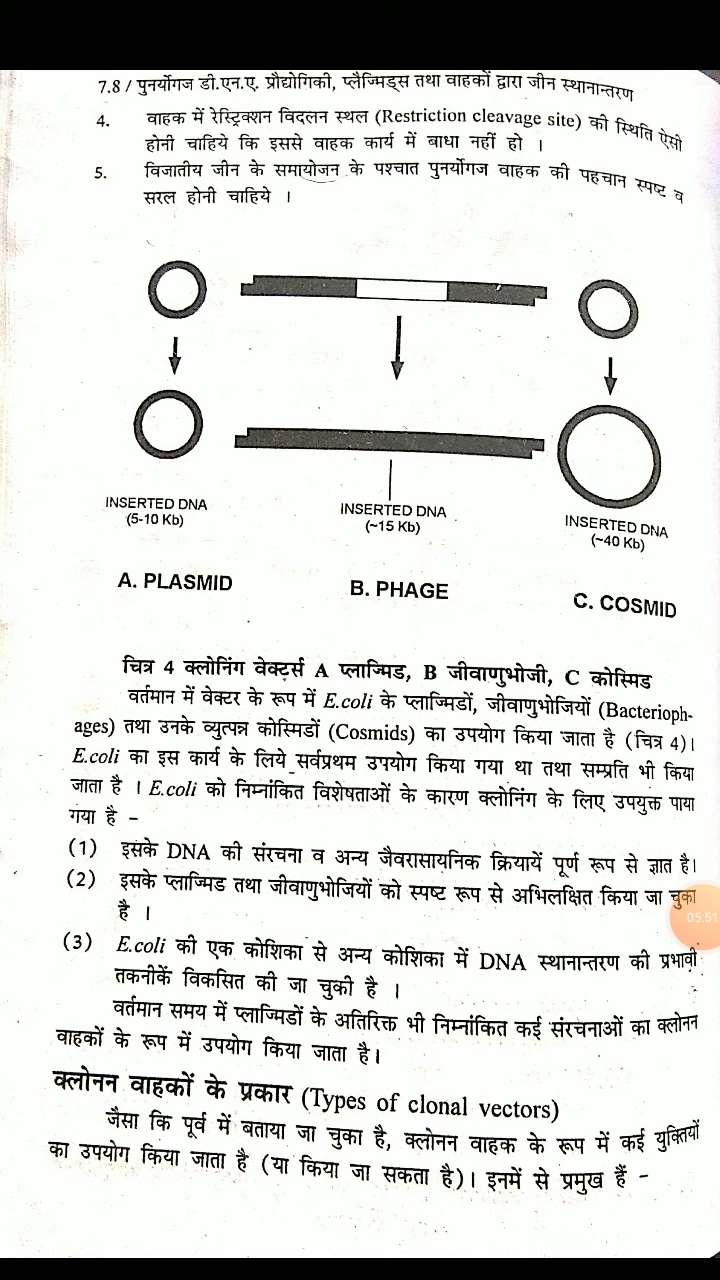 7.8 / पुनर्योगज डी.एन.ए. प्रौद्योगिकी, प्लैज्मिड्स तथा वाहकों द्वारा जीन स्थानान्तरण
4. वाहक में रेस्ट्रिक्शन विदलन स्थल (Restriction cleavage site) की स्थिति ऐसी
होनी चाहिये कि इससे वाहक कार्य में बाधा नहीं हो ।
5. विजातीय जीन के समायोजन के पश्चात पुनर्योगज वाहक की पहचान स्पष्ट व
सरल होनी चाहिये ।
INSERTED DNA
(5-10 Kb)
INSERTED DNA
(~15 Kb)
INSERTED DNA
(~40 Kb)
A. PLASMID
B. PHAGE
C. COSMID
चित्र 4 क्लोनिंग वेक्टर्स A प्लाज्मिड, B जीवाणुभोजी, C कोस्मिड
वर्तमान में वेक्टर के रूप में E.coli के प्लाज्मिडों, जीवाणुभोजियों (Bacterioph-
ages) तथा उनके व्युत्पन्न कोस्मिडों (Cosmids) का उपयोग किया जाता है (चित्र 4)।
E.coli का इस कार्य के लिये सर्वप्रथम उपयोग किया गया था तथा सम्प्रति भी किया
जाता है । E.coli को निम्नांकित विशेषताओं के कारण क्लोनिंग के लिए उपयुक्त पाया
गया है –
(1) इसके DNA की संरचना व अन्य जैवरासायनिक क्रियायें पूर्ण रूप से ज्ञात है।
(2) इसके प्लाज्मिड तथा जीवाणुभोजियों को स्पष्ट रूप से अभिलक्षित किया जा चुका
है ।
05:51
(3) E.coli की एक कोशिका से अन्य कोशिका में DNA स्थानान्तरण की प्रभावी
तकनीकें विकसित की जा चुकी है ।
वर्तमान समय में प्लाज्मिडों के अतिरिक्त भी निम्नांकित कई संरचनाओं का क्लोनन
वाहकों के रूप में उपयोग किया जाता है।
क्लोनन वाहकों के प्रकार (Types of clonal vectors)
जैसा कि पूर्व में बताया जा चुका है, क्लोनन वाहक के रूप में कई युक्तियों
का उपयोग किया जाता है (या किया जा सकता है)। इनमें से प्रमुख हैं –